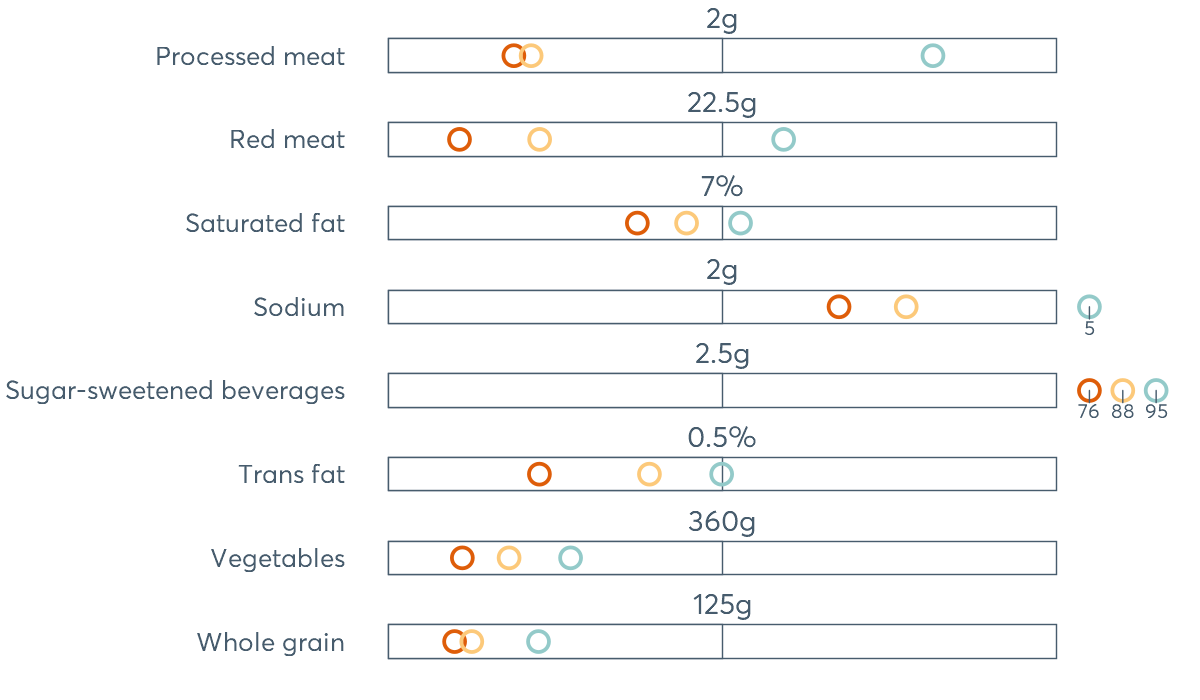 2g
Processed meat
22.5g
Red meat
7%
Saturated fat
2g
Sodium
5
2.5g
Sugar-sweetened beverages
76 88 95
0.5%
Trans fat
360g
Vegetables
125g
Whole grain